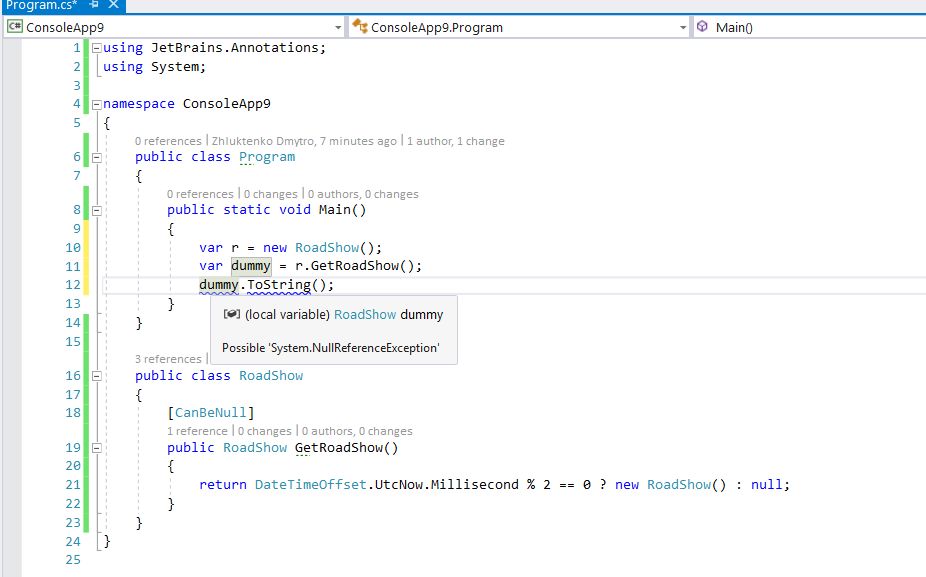 Program.cs*
C# ConsoleApp9 ConsoleApp9.Program Main()
1 using JetBrains.Annotations;
2 using System;
3
4 namespace ConsoleApp9
5 {
0 references | Zhluktenko Dmytro, 7 minutes ago | 1 author, 1 change
6 public class Program
7 {
0 references | 0 changes | 0 authors, 0 changes
8 public static void Main()
9 {
10 var r = new RoadShow();
11 var dummy = r.GetRoadShow();
12 dummy.ToString();
(local variable) RoadShow dummy
Possible 'System.NullReferenceException'
13 }
14 }
15
3 references |
16 public class RoadShow
17 {
18 [CanBeNull]
1 reference | 0 changes | 0 authors, 0 changes
19 public RoadShow GetRoadShow()
20 {
21 return DateTimeOffset.UtcNow.Millisecond % 2 == 0 ? new RoadShow() : null;
22 }
23 }
24 }
25